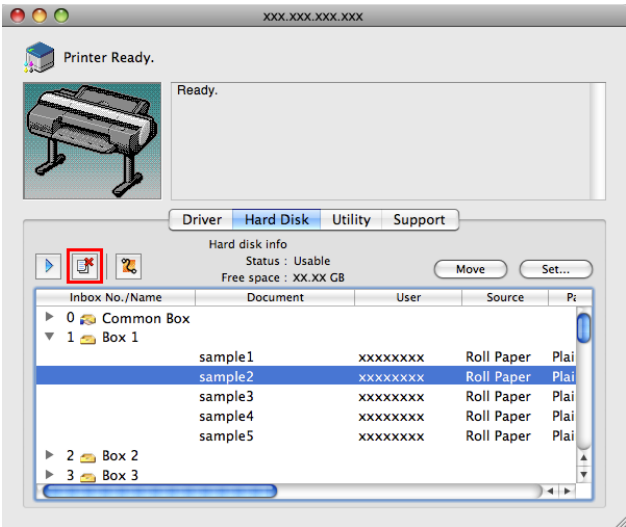 xxx.xxx.xxx.xxx
Printer Ready.
Ready.
Driver Hard Disk Utility Support
Hard disk info
Status : Usable
Free space : XX.XX GB
Move Set...
Inbox No./Name Document User Source Pa
0 Common Box
1 Box 1
sample1 xxxxxxxx Roll Paper Plai
sample2 xxxxxxxx Roll Paper Plai
sample3 xxxxxxxx Roll Paper Plai
sample4 xxxxxxxx Roll Paper Plai
sample5 xxxxxxxx Roll Paper Plai
2 Box 2
3 Box 3